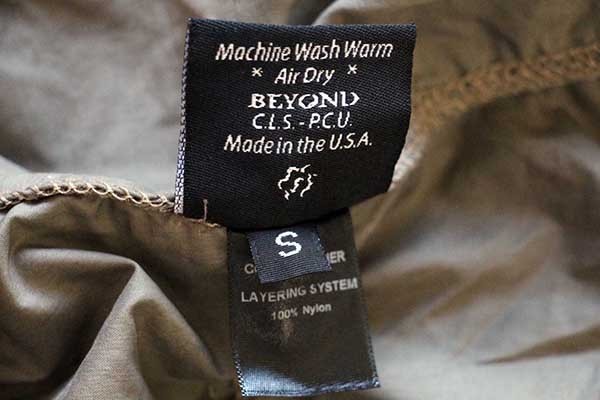 Machine Wash Warm
* Air Dry *
BEYOND
C.L.S. - P.C.U.
Made in the U.S.A.
S
LAYERING SYSTEM
100% Nylon